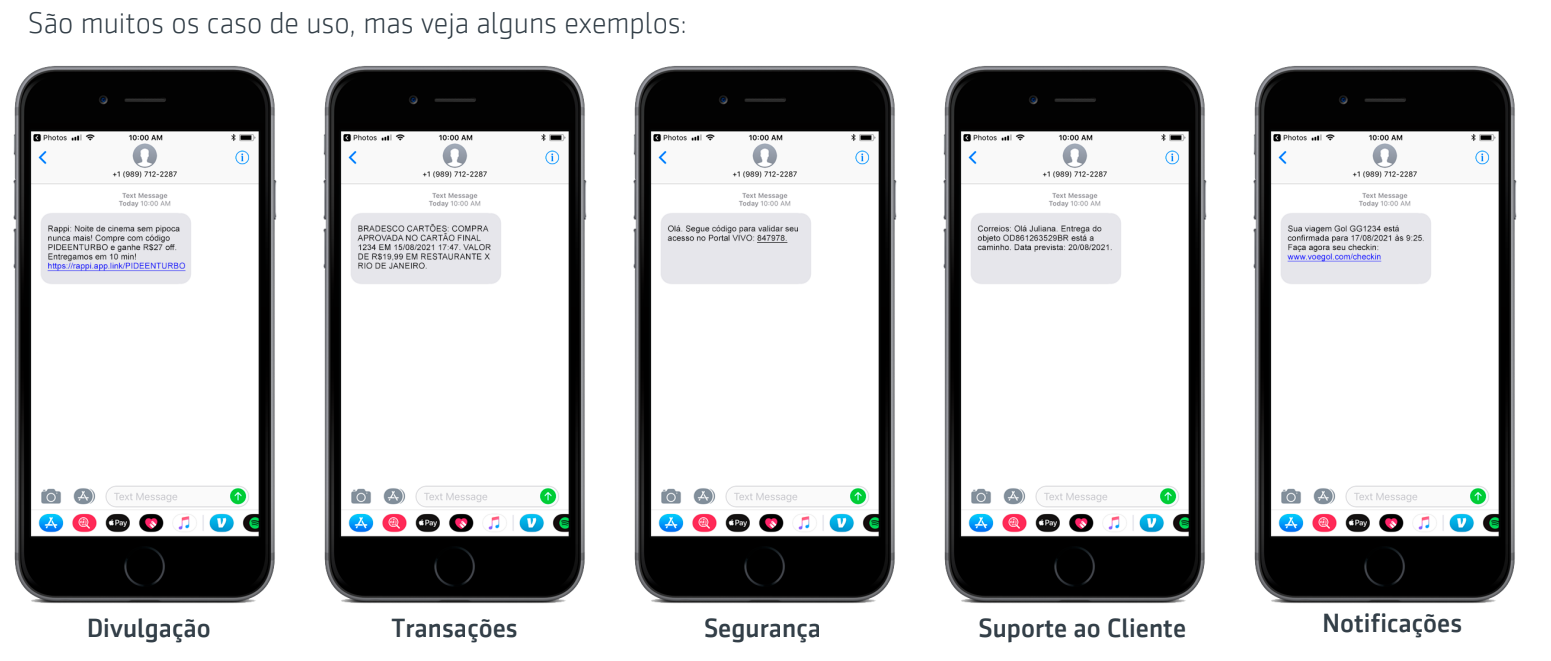 São muitos os caso de uso, mas veja alguns exemplos:
Photos
10:00 AM
+1 (989) 712-2287
Text Message
Today 10:00 AM
Rappi: Noite de cinema sem pipoca
nunca mais! Compre com código
PIDEENTURBO e ganhe R$27 off.
Entregamos em 10 min!
https://rappi.app.link/PIDEENTURBO
Text Message
Pay
Divulgação
Photos
10:00 AM
+1 (989) 712-2287
Text Message
Today 10:00 AM
BRADESCO CARTÕES: COMPRA
APROVADA NO CARTÃO FINAL
1234 EM 15/08/2021 17:47. VALOR
DE R$19,99 EM RESTAURANTE X
RIO DE JANEIRO.
Text Message
Pay
Transações
Photos
10:00 AM
+1 (989) 712-2287
Text Message
Today 10:00 AM
Olá. Segue código para validar seu
acesso no Portal VIVO: 847978.
Text Message
Pay
Segurança
Photos
10:00 AM
+1 (989) 712-2287
Text Message
Today 10:00 AM
Correios: Olá Juliana. Entrega do
objeto OD861263529BR está a
caminho. Data prevista: 20/08/2021.
Text Message
Pay
Suporte ao Cliente
Photos
10:00 AM
+1 (989) 712-2287
Text Message
Today 10:00 AM
Sua viagem Gol GG1234 está
confirmada para 17/08/2021 às 9:25.
Faça agora seu checkin:
www.voegol.com/checkin
Text Message
Pay
Notificações